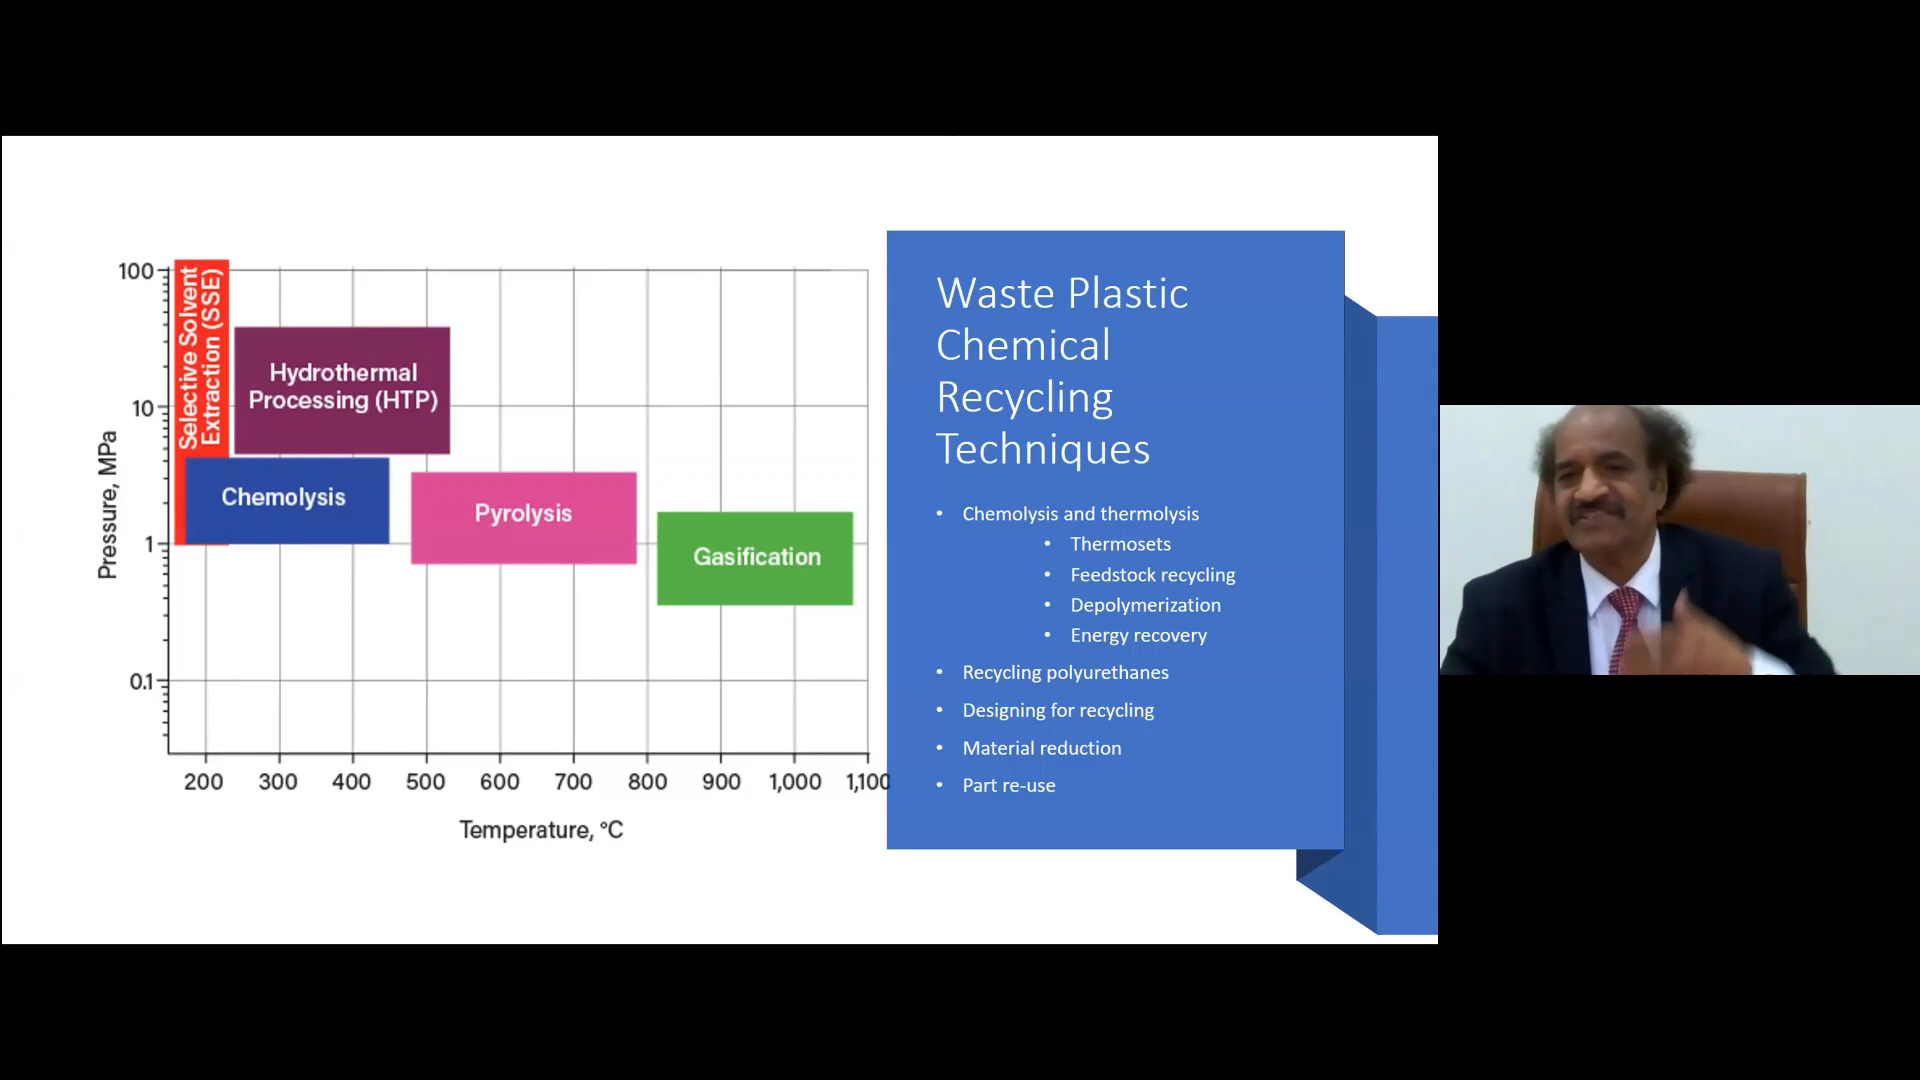 100
10
1
0.1
Pressure, MPa
Selective Solvent
Extraction (SSE)
Hydrothermal
Processing (HTP)
Chemolysis
Pyrolysis
Gasification
200 300 400 500 600 700 800 900 1,000 1,100
Temperature, °C
Waste Plastic
Chemical
Recycling
Techniques
• Chemolysis and thermolysis
• Thermosets
• Feedstock recycling
• Depolymerization
• Energy recovery
• Recycling polyurethanes
• Designing for recycling
• Material reduction
• Part re-use